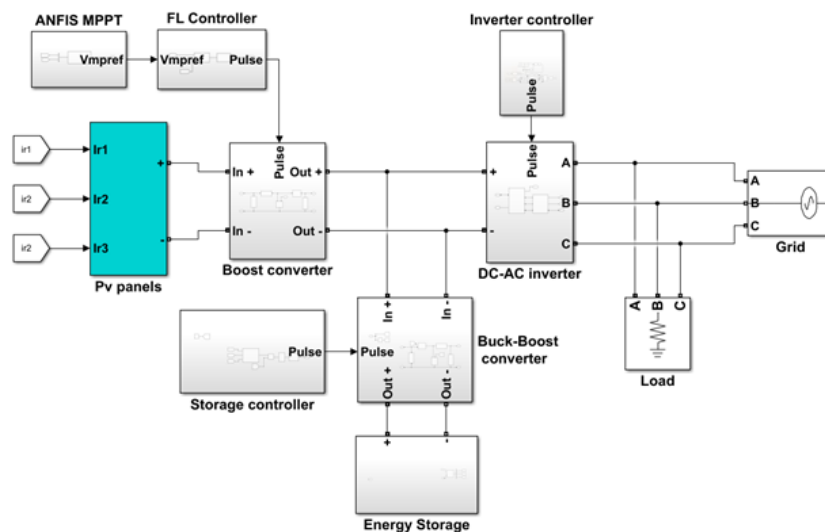 ANFIS MPPT
FL Controller
Inverter controller
Vmpref
Vmpref
Pulse
Pulse
ir1
Ir1
+
ir2
Ir2
ir2
Ir3
-
Pv panels
Pulse
In +
Out +
In -
Out -
Boost converter
Pulse
+
A
B
-
C
DC-AC inverter
A
B
C
Grid
A
B
C
Load
Pulse
Storage controller
In +
In -
Pulse
Out +
Out -
Buck-Boost
converter
+
-
Energy Storage